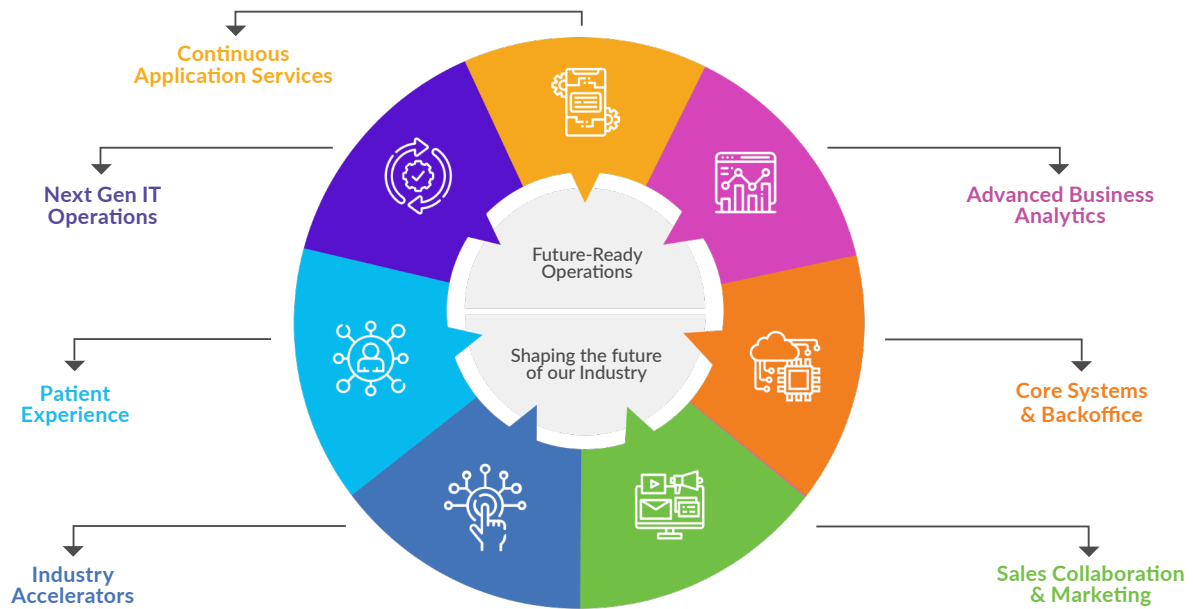 Continuous
Application Services
Next Gen IT
Operations
Advanced Business
Analytics
Future-Ready
Operations
Shaping the future
of our Industry
Patient
Experience
Core Systems
& Backoffice
Industry
Accelerators
Sales Collaboration
& Marketing